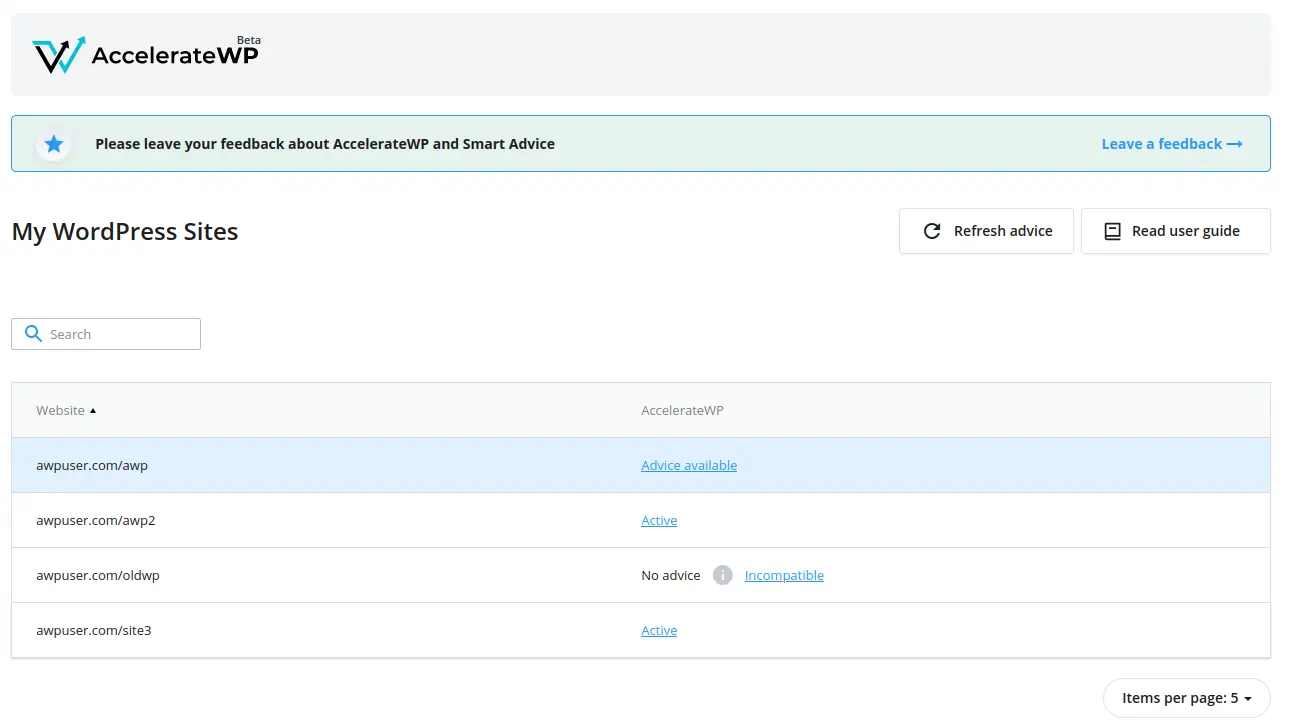 Beta
AccelerateWP
Please leave your feedback about AccelerateWP and Smart Advice Leave a feedback →
My WordPress Sites Refresh advice Read user guide
Search
Website ▲ AccelerateWP
awpuser.com/awp Advice available
awpuser.com/awp2 Active
awpuser.com/oldwp No advice i Incompatible
awpuser.com/site3 Active
Items per page: 5